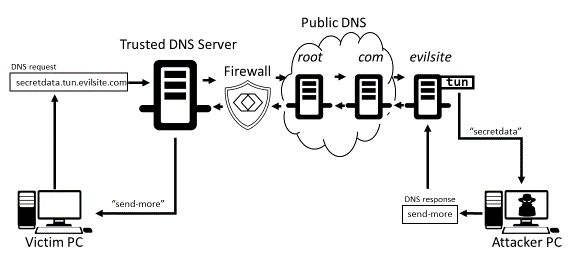 Public DNS
Trusted DNS Server
root
com
evilsite
DNS request
Firewall
secretdata.tun.evilsite.com
tun
"secretdata"
"send-more"
DNS response
send-more
Victim PC
Attacker PC